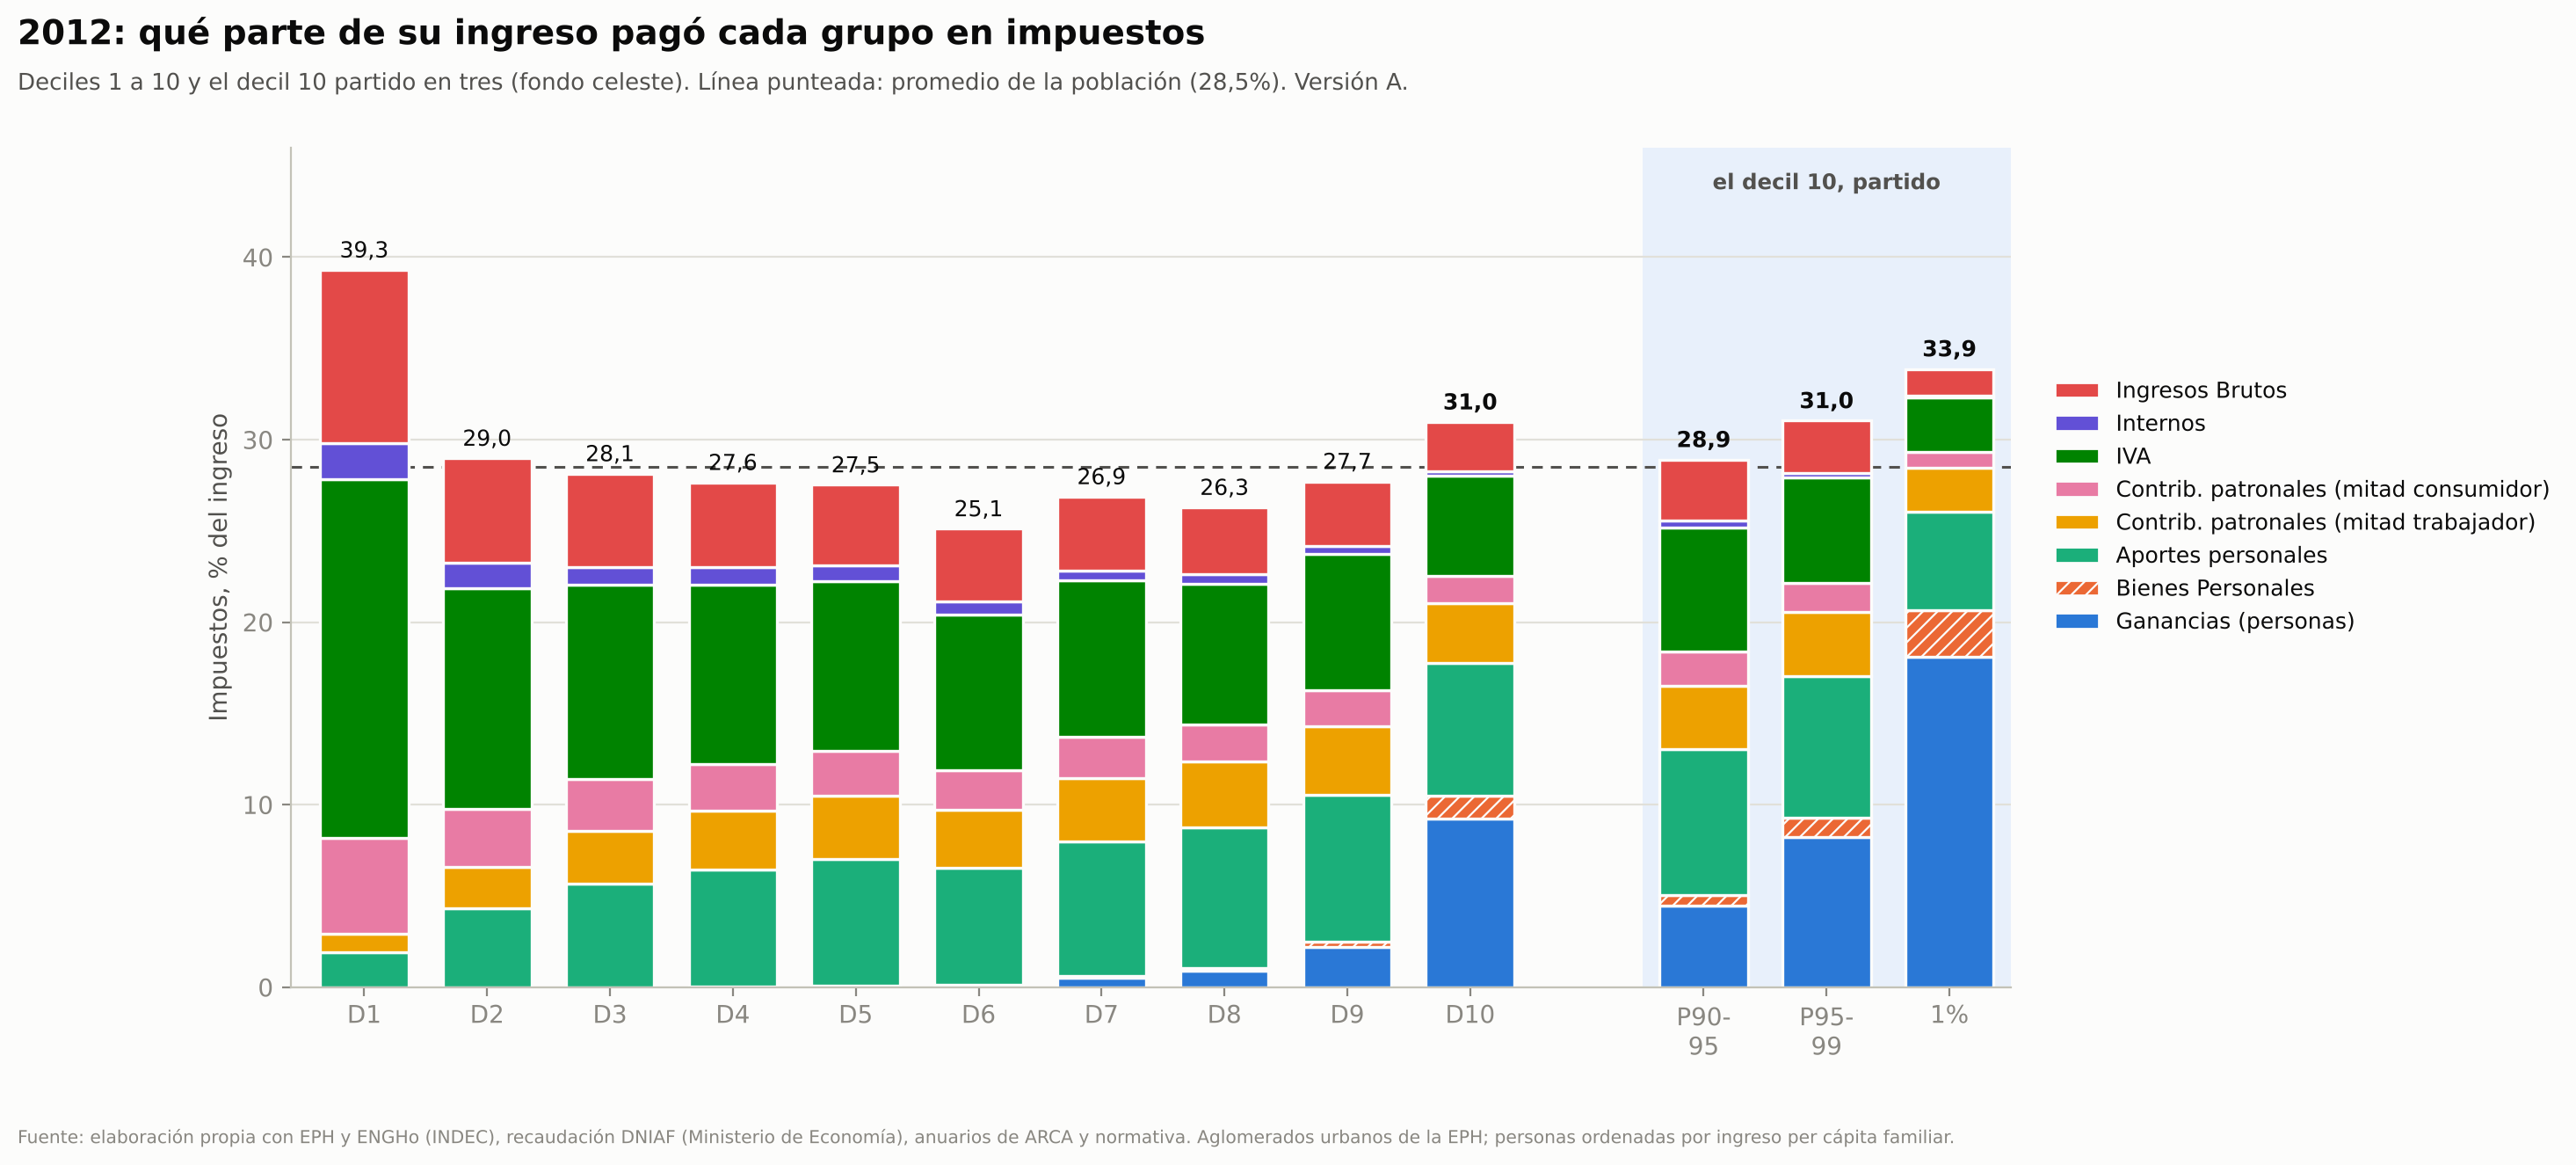 2012: qué parte de su ingreso pagó cada grupo en impuestos
Deciles 1 a 10 y el decil 10 partido en tres (fondo celeste). Línea punteada: promedio de la población (28,5%). Versión A.
el decil 10, partido
Impuestos, % del ingreso
40
30
20
10
0
39,3
29,0
28,1
27,6
27,5
25,1
26,9
26,3
27,7
31,0
28,9
31,0
33,9
D1
D2
D3
D4
D5
D6
D7
D8
D9
D10
P90-
95
P95-
99
1%
Ingresos Brutos
Internos
IVA
Contrib. patronales (mitad consumidor)
Contrib. patronales (mitad trabajador)
Aportes personales
Bienes Personales
Ganancias (personas)
Fuente: elaboración propia con EPH y ENGHo (INDEC), recaudación DNIAF (Ministerio de Economía), anuarios de ARCA y normativa. Aglomerados urbanos de la EPH; personas ordenadas por ingreso per cápita familiar.